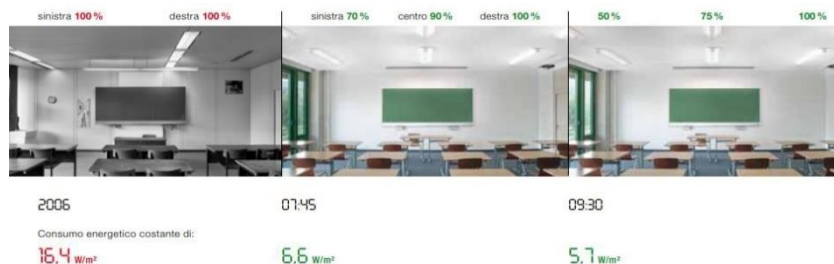 sinistra 100 % destra 100 % sinistra 70 % centro 90 % destra 100 % 50 % 75 % 100 %
2006 07:45 09:30
Consumo energetico costante di:
16,4 W/m² 6,6 W/m² 5,7 W/m²